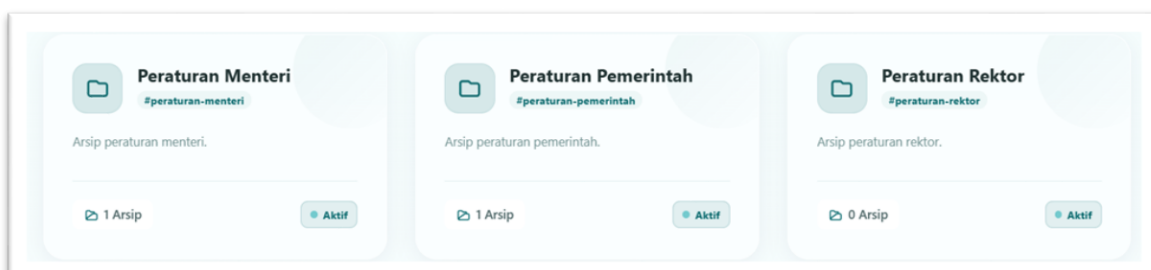 Peraturan Menteri
#peraturan-menteri
Arsip peraturan menteri.
1 Arsip
Aktif
Peraturan Pemerintah
#peraturan-pemerintah
Arsip peraturan pemerintah.
1 Arsip
Aktif
Peraturan Rektor
#peraturan-rektor
Arsip peraturan rektor.
0 Arsip
Aktif